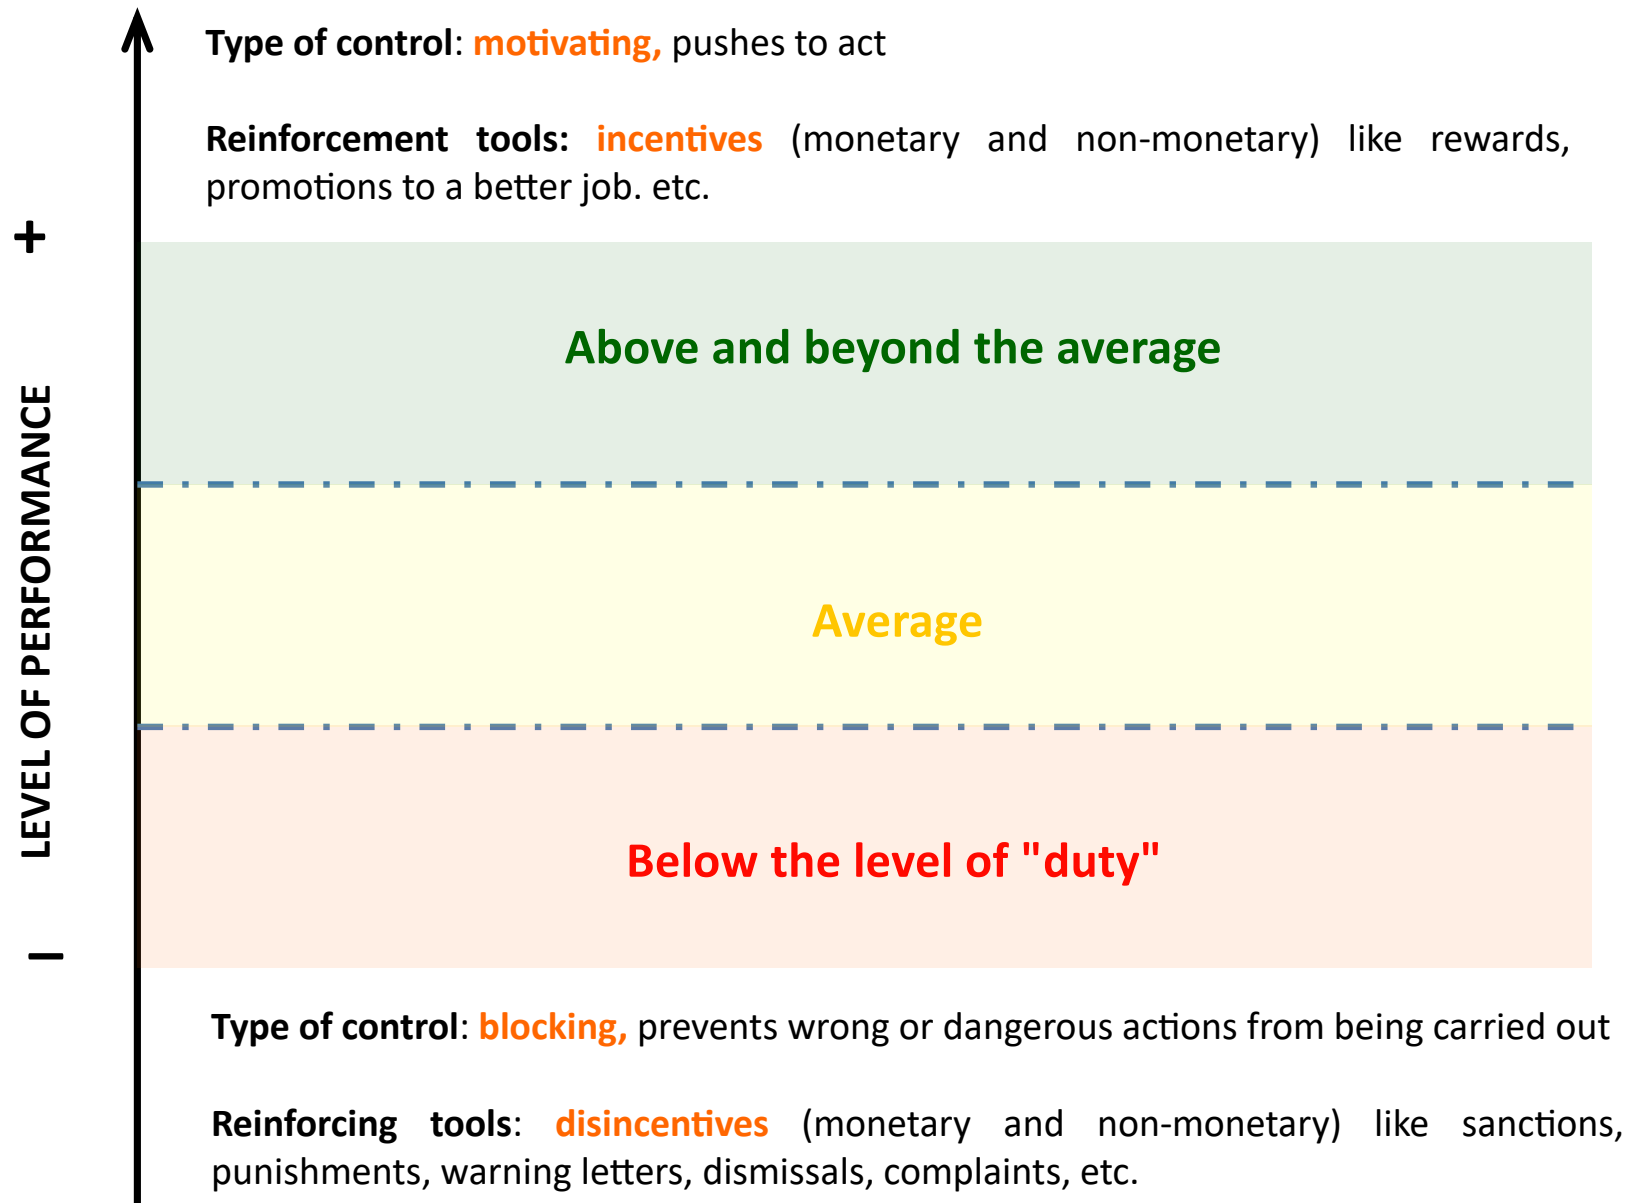 Type of control: motivating, pushes to act
Reinforcement tools: incentives (monetary and non-monetary) like rewards,
promotions to a better job. etc.
+
LEVEL OF PERFORMANCE
–
Above and beyond the average
Average
Below the level of "duty"
Type of control: blocking, prevents wrong or dangerous actions from being carried out
Reinforcing tools: disincentives (monetary and non-monetary) like sanctions,
punishments, warning letters, dismissals, complaints, etc.